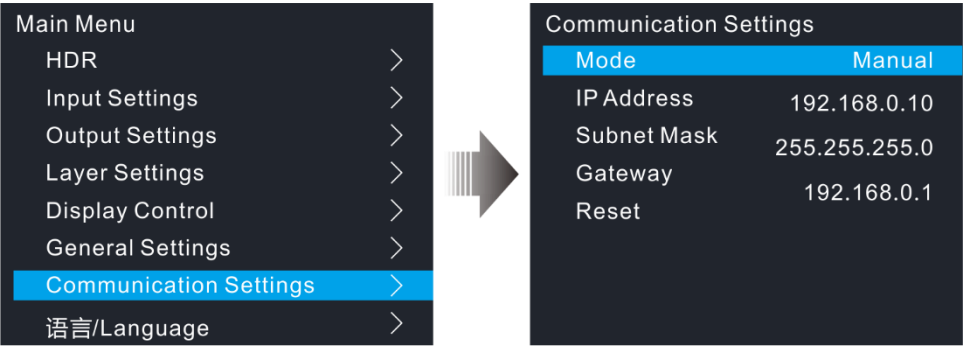 Main Menu
HDR
Input Settings
Output Settings
Layer Settings
Display Control
General Settings
Communication Settings
语言/Language
Communication Settings
Mode Manual
IP Address 192.168.0.10
Subnet Mask 255.255.255.0
Gateway 192.168.0.1
Reset